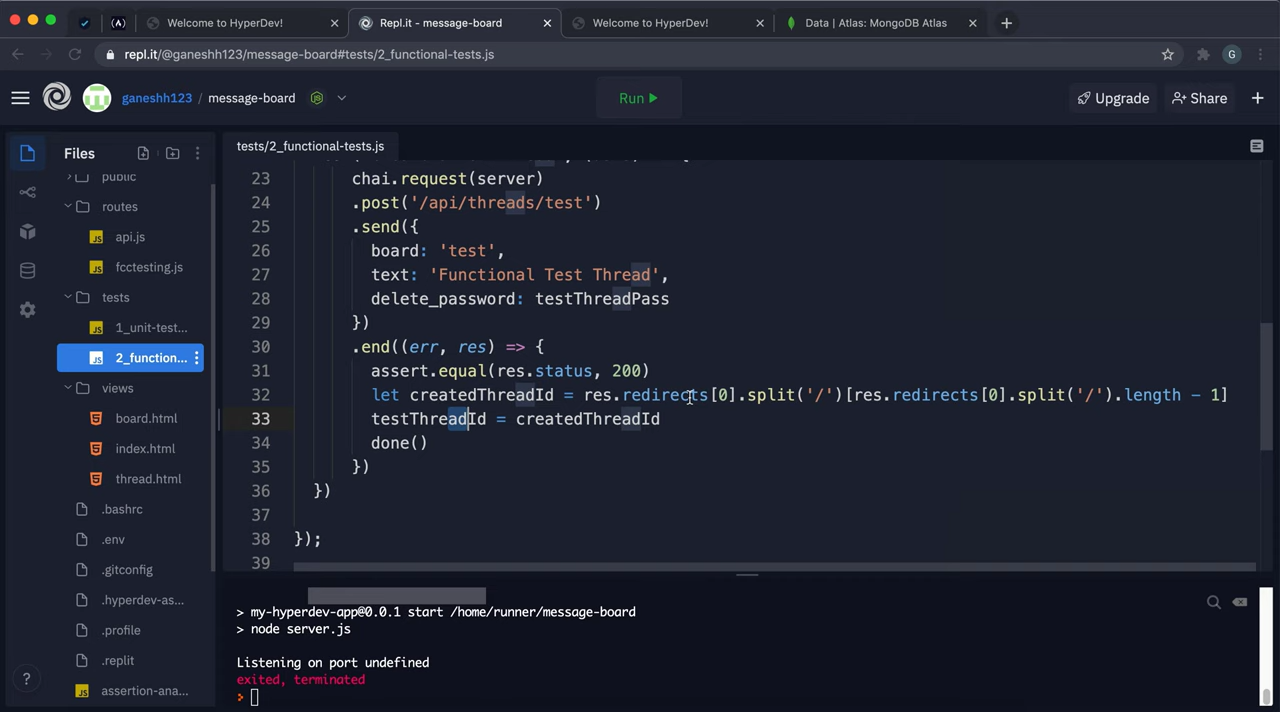 Welcome to HyperDev!
Repl.it - message-board
Welcome to HyperDev!
Data | Atlas: MongoDB Atlas
repl.it/@ganeshh123/message-board#tests/2_functional-tests.js
G
ganeshh123 / message-board
Run
Upgrade
Share
Files
tests/2_functional-tests.js
public
routes
JS api.js
JS fcctesting.js
tests
JS 1_unit-test...
JS 2_function...
views
board.html
index.html
thread.html
.bashrc
.env
.gitconfig
.hyperdev-as...
.profile
.replit
JS assertion-ana...
?
23 chai.request(server)
24 .post('/api/threads/test')
25 .send({
26 board: 'test',
27 text: 'Functional Test Thread',
28 delete_password: testThreadPass
29 })
30 .end((err, res) => {
31 assert.equal(res.status, 200)
32 let createdThreadId = res.redirects[0].split('/')[res.redirects[0].split('/').length - 1]
33 testThreadId = createdThreadId
34 done()
35 })
36 })
37
38 });
39
> my-hyperdev-app@0.0.1 start /home/runner/message-board
> node server.js
Listening on port undefined
exited, terminated
>